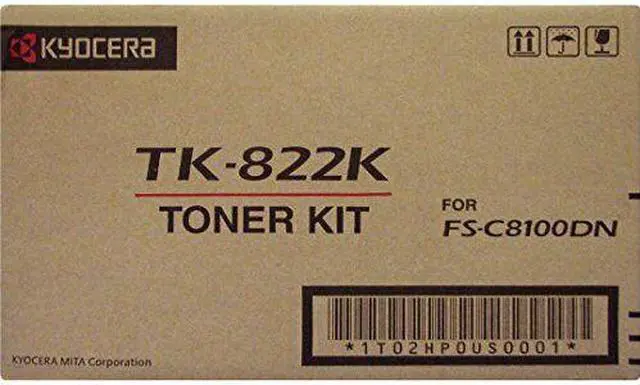 KYOCERA
TK-822K
TONER KIT
FOR
FS-C8100DN
*1T02HP0US0001*
KYOCERA MITA Corporation